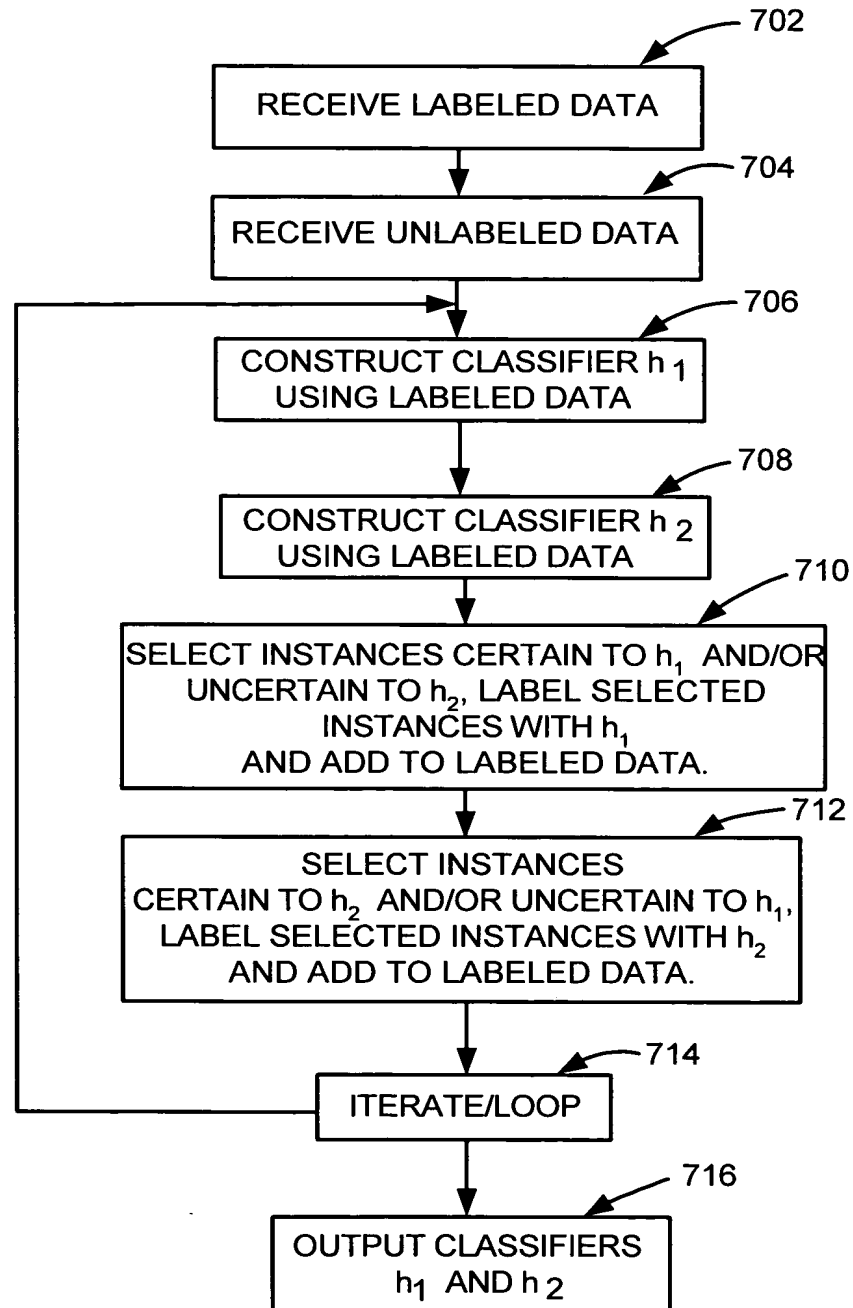 702
RECEIVE LABELED DATA
704
RECEIVE UNLABELED DATA
706
CONSTRUCT CLASSIFIER h1
USING LABELED DATA
708
CONSTRUCT CLASSIFIER h2
USING LABELED DATA
710
SELECT INSTANCES CERTAIN TO h1 AND/OR
UNCERTAIN TO h2, LABEL SELECTED
INSTANCES WITH h1
AND ADD TO LABELED DATA.
712
SELECT INSTANCES
CERTAIN TO h2 AND/OR UNCERTAIN TO h1,
LABEL SELECTED INSTANCES WITH h2
AND ADD TO LABELED DATA.
714
ITERATE/LOOP
716
OUTPUT CLASSIFIERS
h1 AND h2